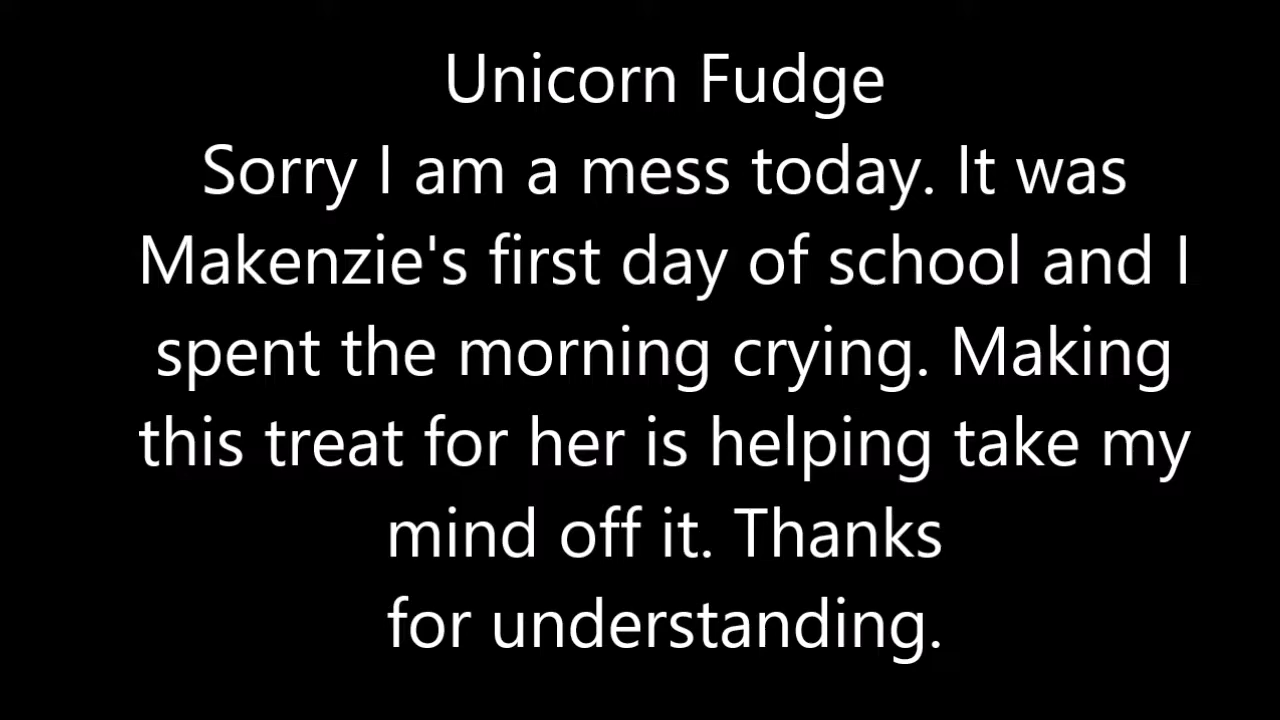 Unicorn Fudge
Sorry I am a mess today. It was
Makenzie's first day of school and I
spent the morning crying. Making
this treat for her is helping take my
mind off it. Thanks
for understanding.